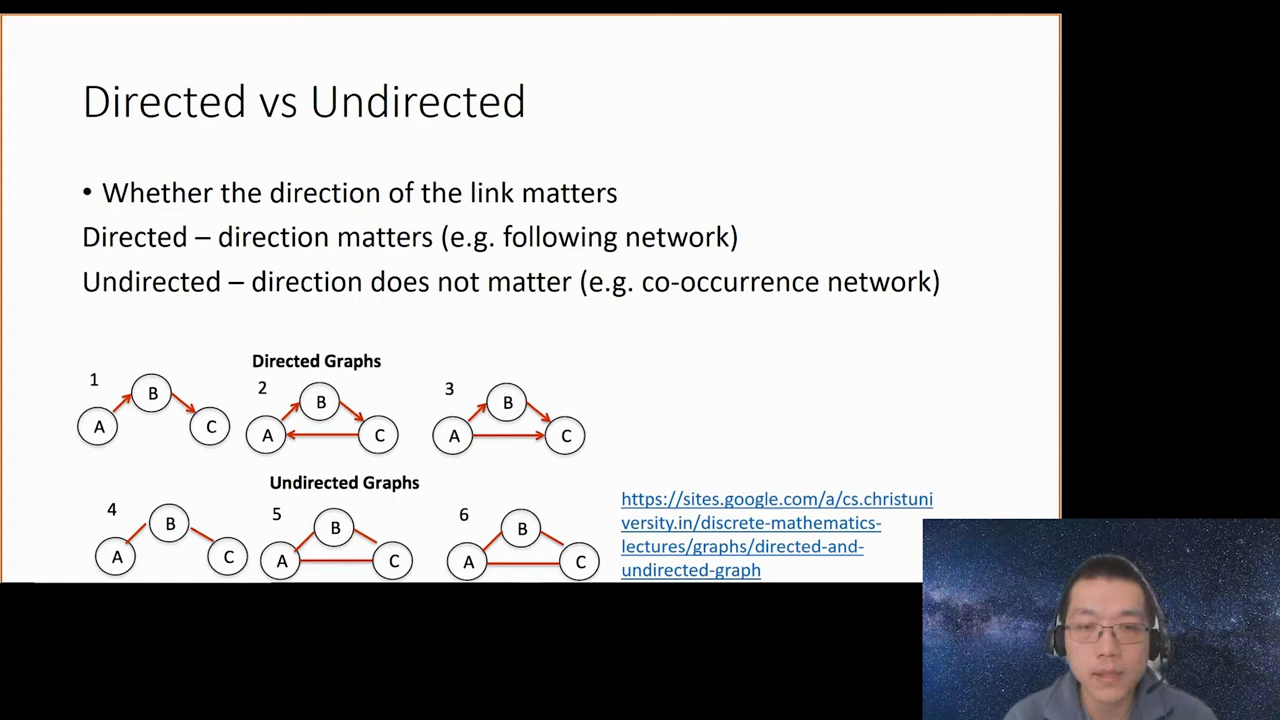 Directed vs Undirected
• Whether the direction of the link matters
Directed – direction matters (e.g. following network)
Undirected – direction does not matter (e.g. co-occurrence network)
Directed Graphs
1
A
B
C
2
A
B
C
3
A
B
C
Undirected Graphs
4
A
B
C
5
A
B
C
6
A
B
C
https://sites.google.com/a/cs.christuni
versity.in/discrete-mathematics-
lectures/graphs/directed-and-
undirected-graph